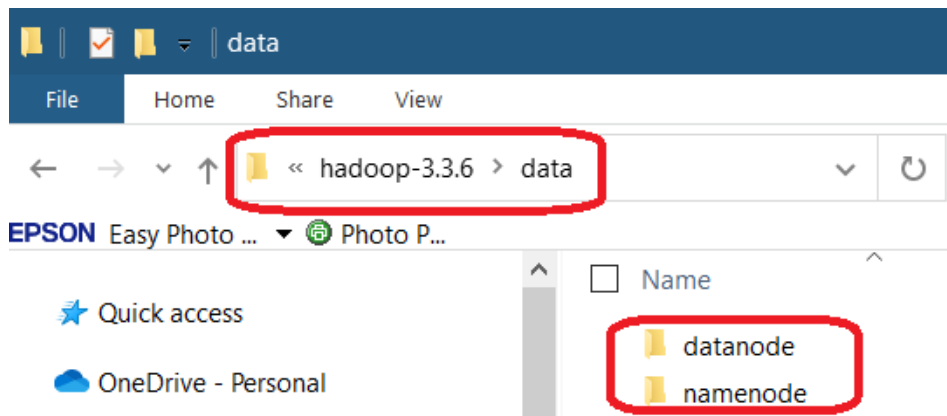 data
File Home Share View
« hadoop-3.3.6 > data
EPSON Easy Photo ... Photo P...
Name
Quick access
datanode
OneDrive - Personal
namenode